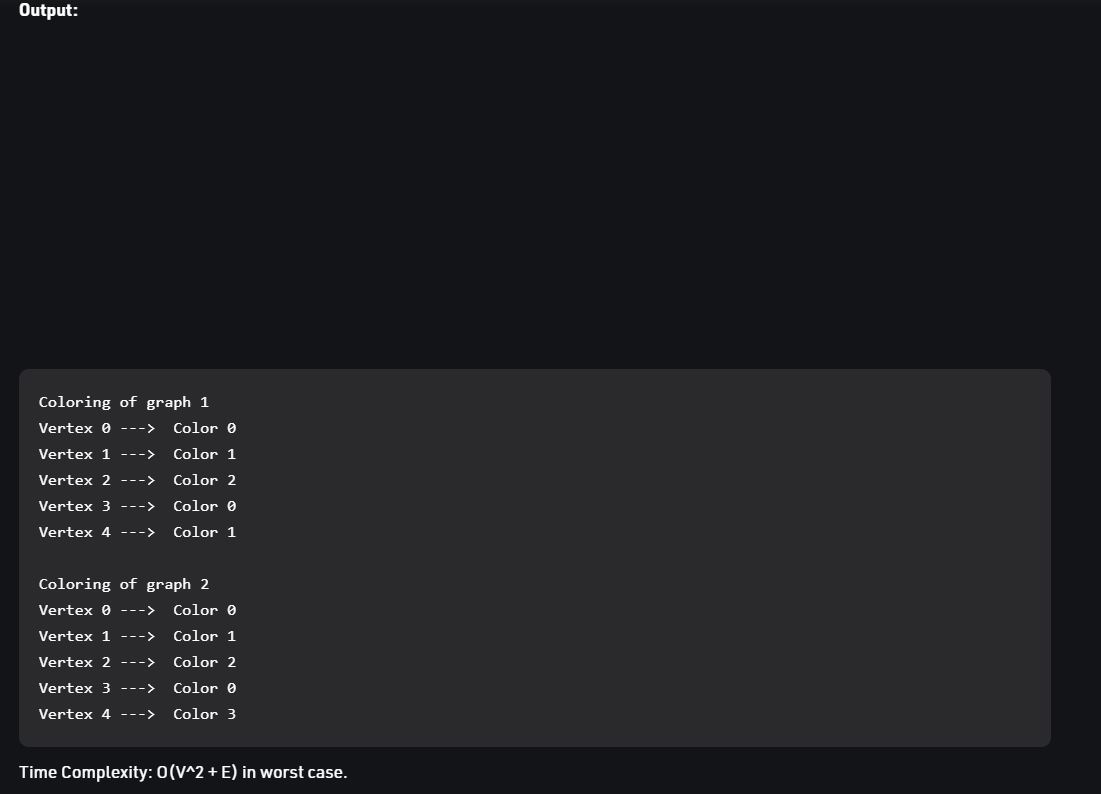 Output:
Coloring of graph 1
Vertex 0 --->  Color 0
Vertex 1 --->  Color 1
Vertex 2 --->  Color 2
Vertex 3 --->  Color 0
Vertex 4 --->  Color 1
Coloring of graph 2
Vertex 0 --->  Color 0
Vertex 1 --->  Color 1
Vertex 2 --->  Color 2
Vertex 3 --->  Color 0
Vertex 4 --->  Color 3
Time Complexity: O(V^2 + E) in worst case.